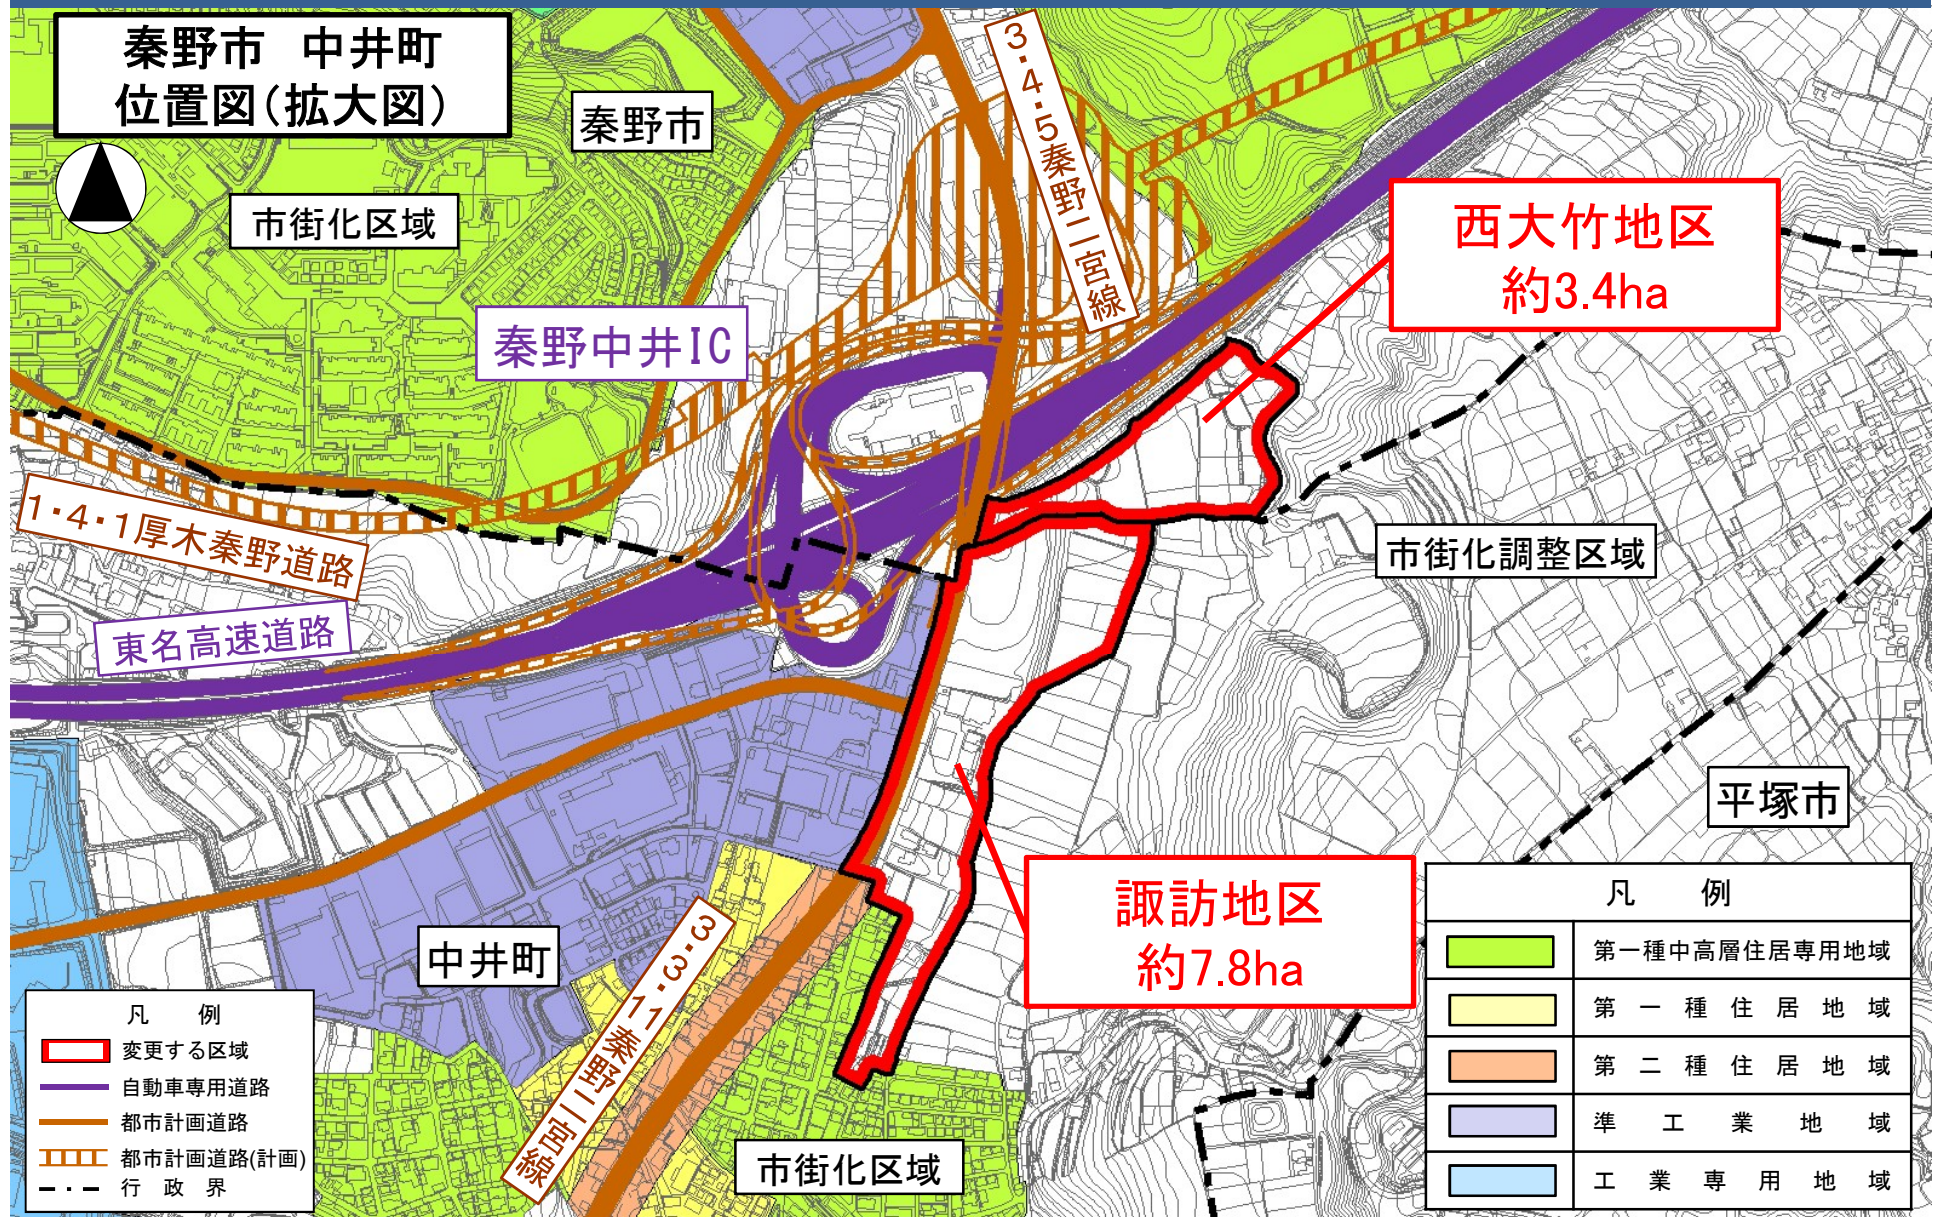 秦野市 中井町
位置図(拡大図)
秦野市
市街化区域
3・4・5秦野二宮線
西大竹地区
約3.4ha
秦野中井IC
1・4・1厚木秦野道路
市街化調整区域
東名高速道路
平塚市
諏訪地区
約7.8ha
中井町
3・3・11秦野二宮線
市街化区域
凡 例
変更する区域
自動車専用道路
都市計画道路
都市計画道路(計画)
行 政 界
凡 例
第一種中高層住居専用地域
第 一 種 住 居 地 域
第 二 種 住 居 地 域
準 工 業 地 域
工 業 専 用 地 域